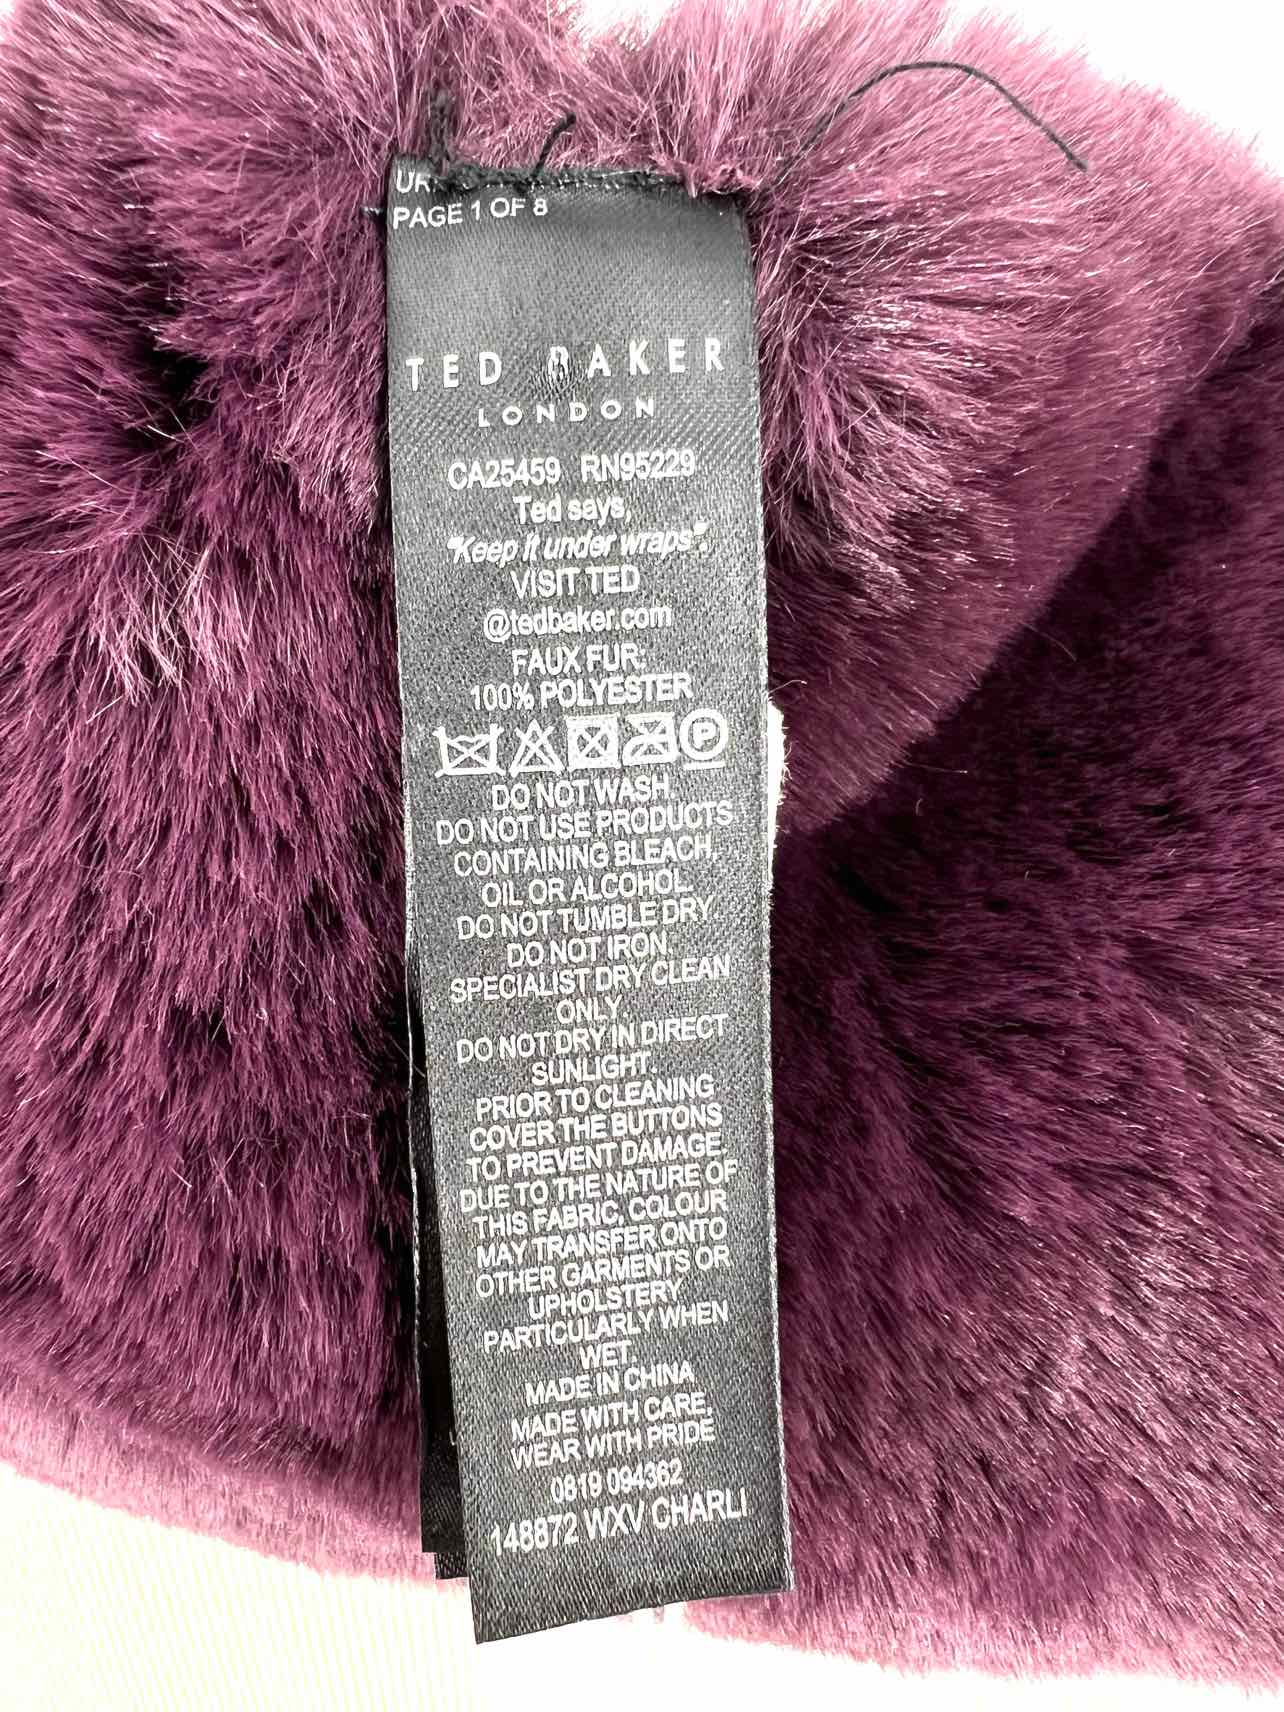 PAGE 1 OF 8
TED BAKER
LONDON
CA25459 RN95229
Ted says,
"Keep it under wraps".
VISIT TED
@tedbaker.com
FAUX FUR:
100% POLYESTER
P
DO NOT WASH.
DO NOT USE PRODUCTS
CONTAINING BLEACH,
OIL OR ALCOHOL.
DO NOT TUMBLE DRY.
DO NOT IRON.
SPECIALIST DRY CLEAN
ONLY.
DO NOT DRY IN DIRECT
SUNLIGHT.
PRIOR TO CLEANING
COVER THE BUTTONS
TO PREVENT DAMAGE.
DUE TO THE NATURE OF
THIS FABRIC, COLOUR
MAY TRANSFER ONTO
OTHER GARMENTS OR
UPHOLSTERY
PARTICULARLY WHEN
WET.
MADE IN CHINA
MADE WITH CARE,
WEAR WITH PRIDE
0819 094362
148872 WXV CHARLI